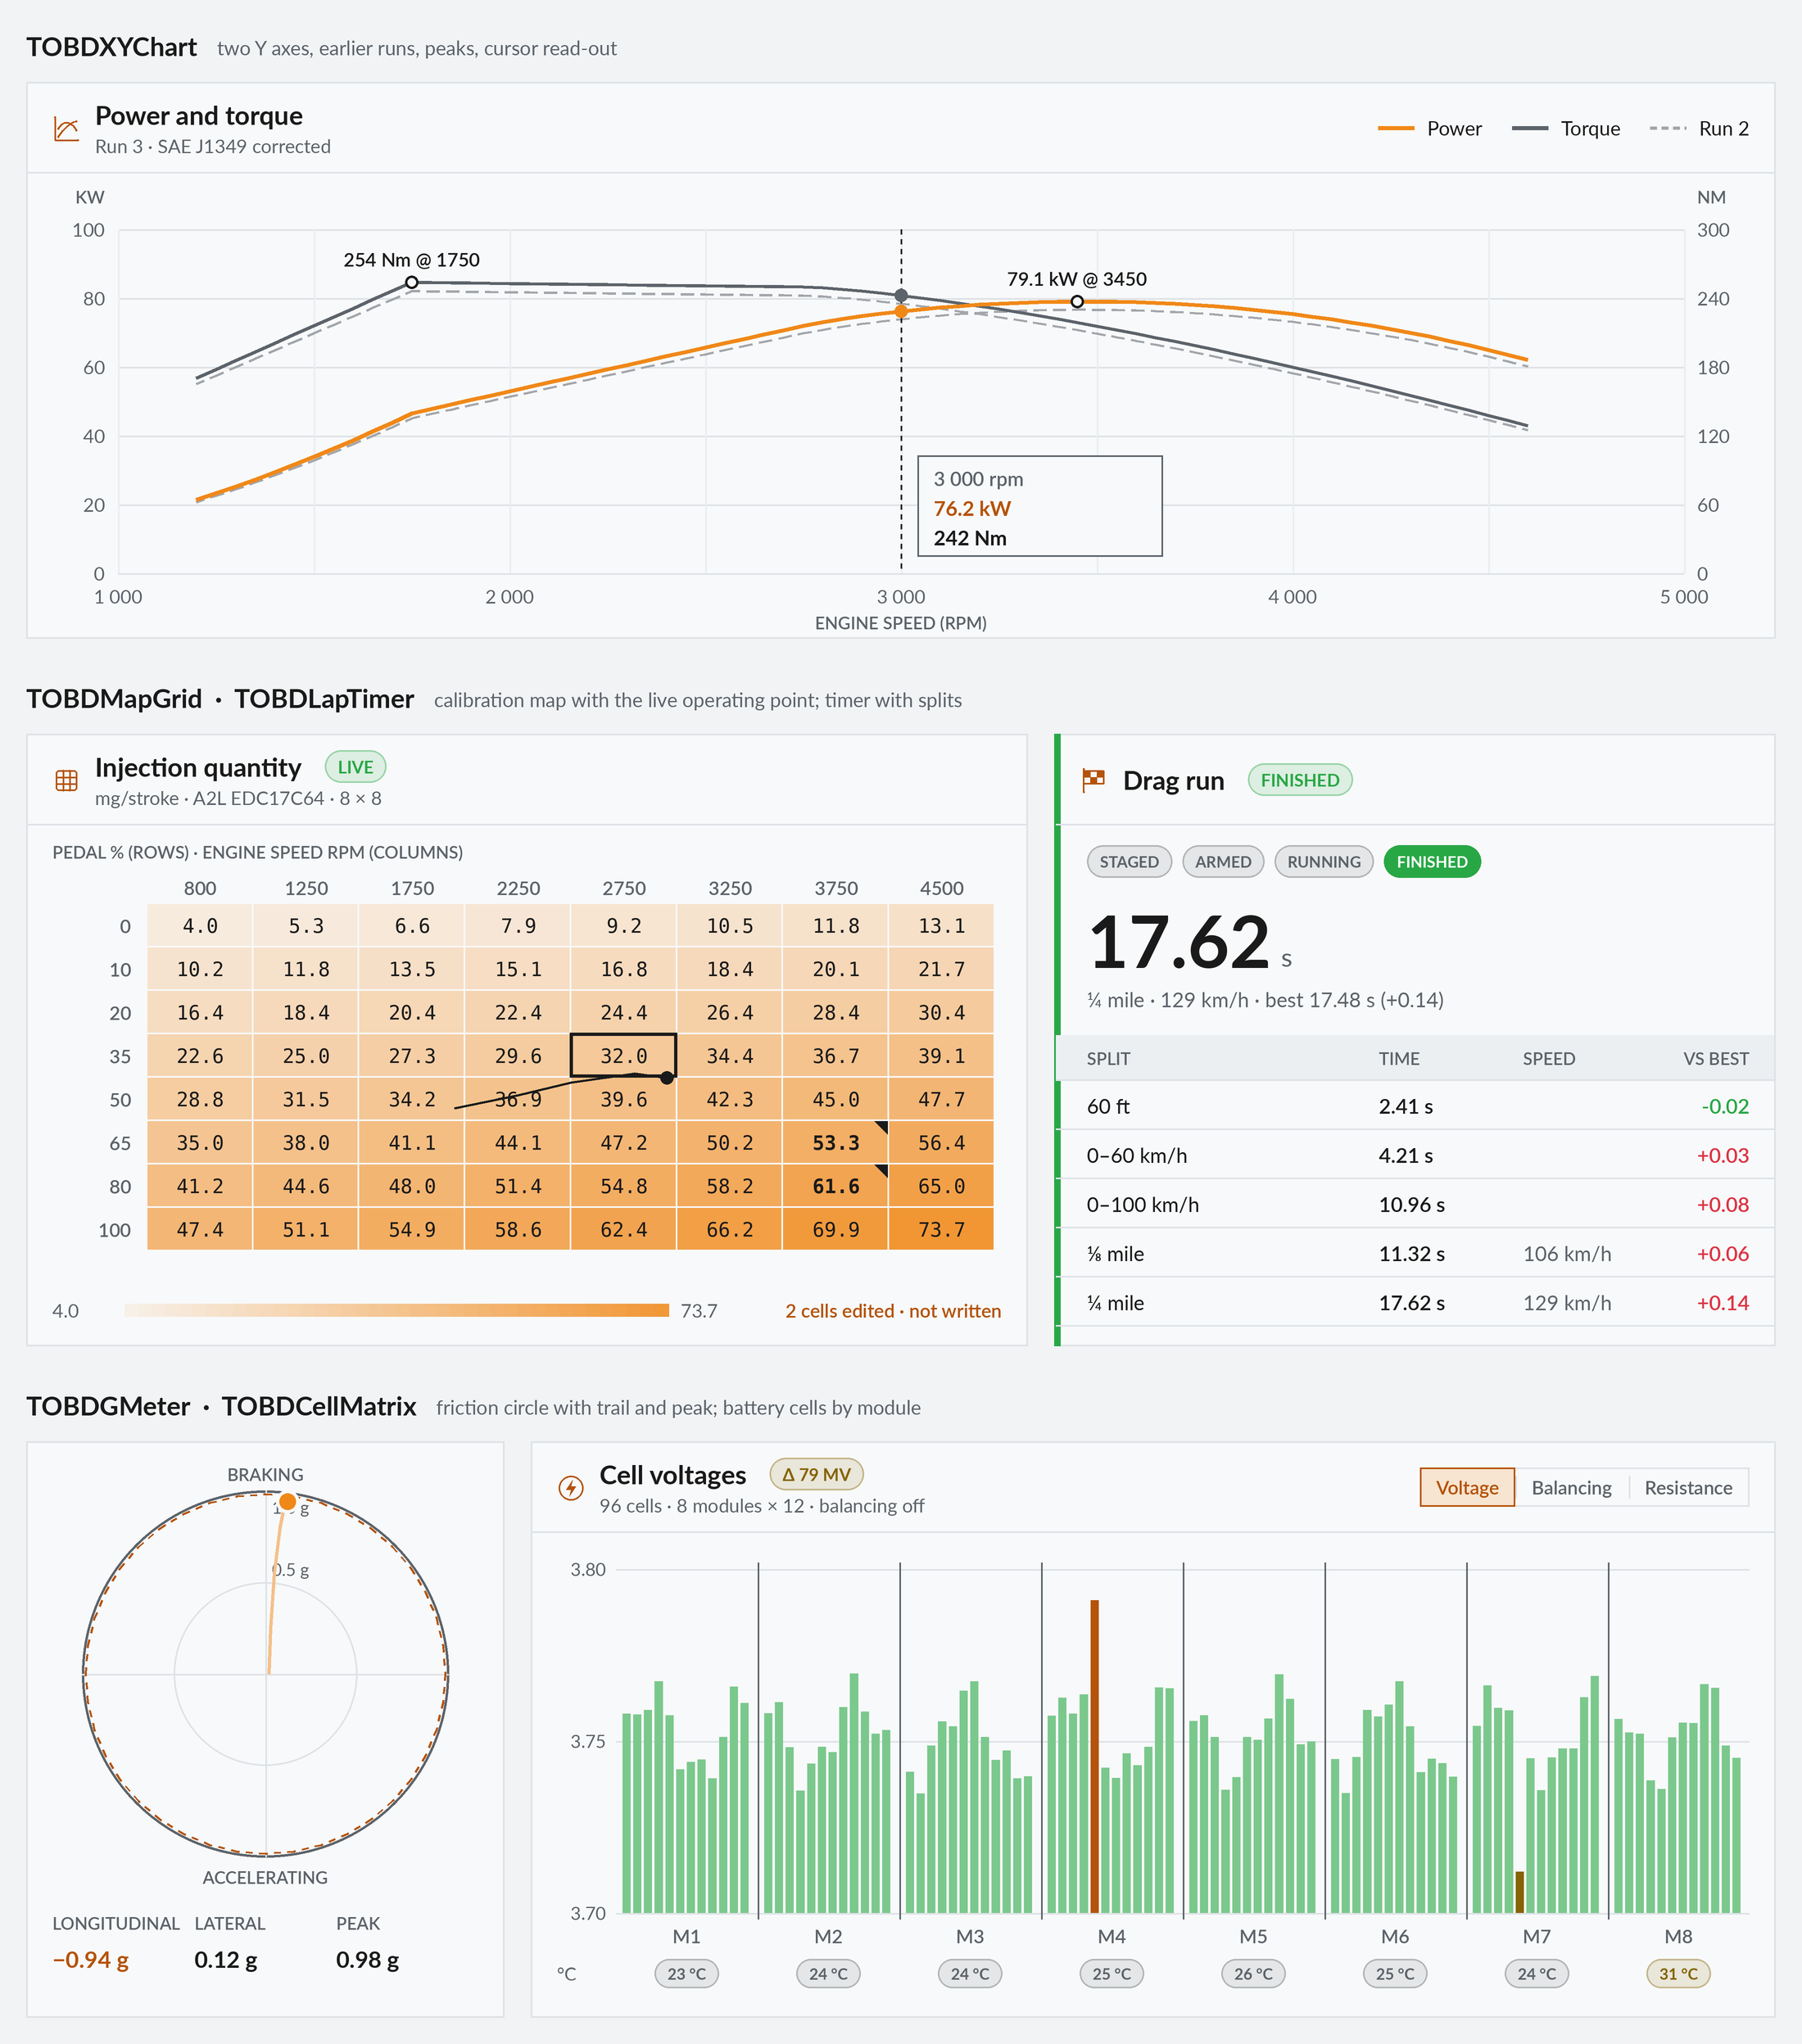 TOBDXYChart two Y axes, earlier runs, peaks, cursor read-out
Power and torque
Run 3 · SAE J1349 corrected
Power Torque Run 2
KW NM
100 300
254 Nm @ 1750
79.1 kW @ 3450
80 240
60 180
40 120
3 000 rpm
76.2 kW
242 Nm
20 60
0 0
1 000 2 000 3 000 4 000 5 000
ENGINE SPEED (RPM)
TOBDMapGrid · TOBDLapTimer calibration map with the live operating point; timer with splits
Injection quantity LIVE
mg/stroke · A2L EDC17C64 · 8 × 8
PEDAL % (ROWS) · ENGINE SPEED RPM (COLUMNS)
800 1250 1750 2250 2750 3250 3750 4500
0 4.0 5.3 6.6 7.9 9.2 10.5 11.8 13.1
10 10.2 11.8 13.5 15.1 16.8 18.4 20.1 21.7
20 16.4 18.4 20.4 22.4 24.4 26.4 28.4 30.4
35 22.6 25.0 27.3 29.6 32.0 34.4 36.7 39.1
50 28.8 31.5 34.2 36.9 39.6 42.3 45.0 47.7
65 35.0 38.0 41.1 44.1 47.2 50.2 53.3 56.4
80 41.2 44.6 48.0 51.4 54.8 58.2 61.6 65.0
100 47.4 51.1 54.9 58.6 62.4 66.2 69.9 73.7
4.0 73.7 2 cells edited · not written
Drag run FINISHED
STAGED ARMED RUNNING FINISHED
17.62 s
¼ mile · 129 km/h · best 17.48 s (+0.14)
SPLIT TIME SPEED VS BEST
60 ft 2.41 s -0.02
0–60 km/h 4.21 s +0.03
0–100 km/h 10.96 s +0.08
⅛ mile 11.32 s 106 km/h +0.06
¼ mile 17.62 s 129 km/h +0.14
TOBDGMeter · TOBDCellMatrix friction circle with trail and peak; battery cells by module
BRAKING
0.5 g
ACCELERATING
LONGITUDINAL LATERAL PEAK
−0.94 g 0.12 g 0.98 g
Cell voltages Δ 79 MV
96 cells · 8 modules × 12 · balancing off
Voltage Balancing Resistance
3.80
3.75
3.70
M1 M2 M3 M4 M5 M6 M7 M8
°C 23 °C 24 °C 24 °C 25 °C 26 °C 25 °C 24 °C 31 °C